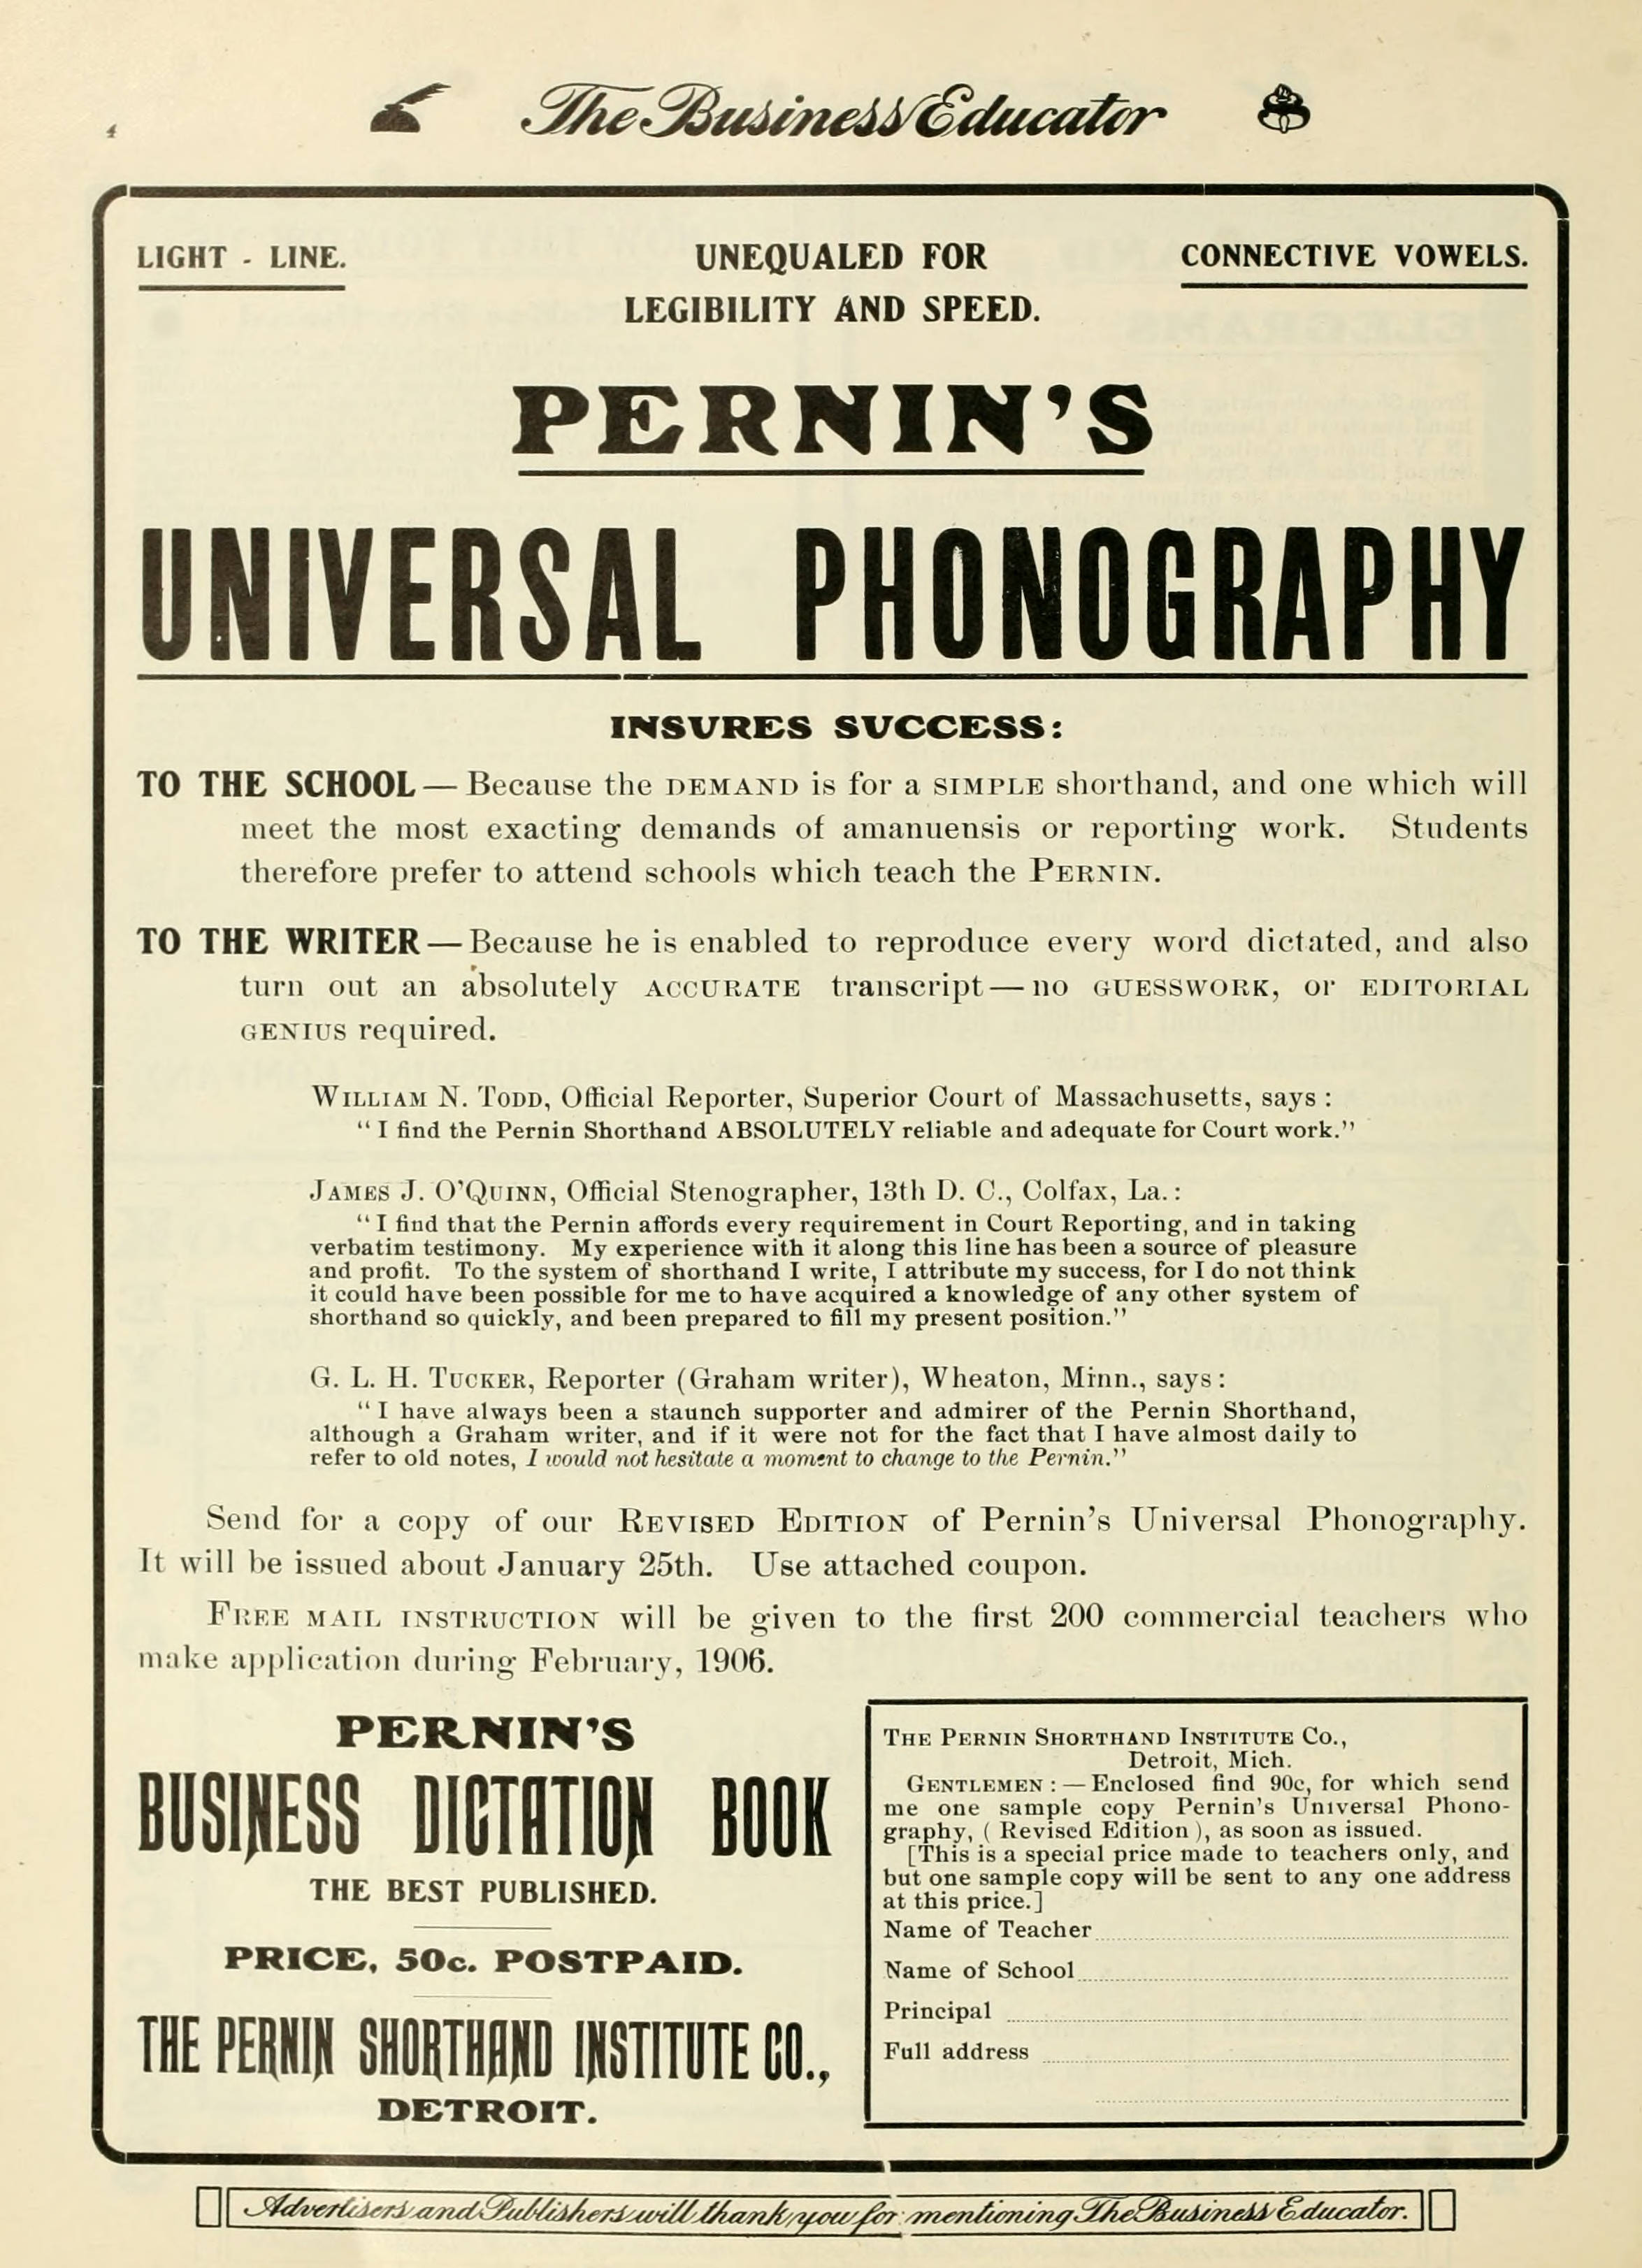 4
The Business Educator
LIGHT - LINE.
UNEQUALED FOR
LEGIBILITY AND SPEED.
CONNECTIVE VOWELS.
PERNIN'S
UNIVERSAL PHONOGRAPHY
INSURES SUCCESS:
TO THE SCHOOL — Because the DEMAND is for a SIMPLE shorthand, and one which will
meet the most exacting demands of amanuensis or reporting work. Students
therefore prefer to attend schools which teach the PERNIN.
TO THE WRITER — Because he is enabled to reproduce every word dictated, and also
turn out an absolutely ACCURATE transcript — no GUESSWORK, or EDITORIAL
GENIUS required.
WILLIAM N. TODD, Official Reporter, Superior Court of Massachusetts, says :
"I find the Pernin Shorthand ABSOLUTELY reliable and adequate for Court work."
JAMES J. O'QUINN, Official Stenographer, 13th D. C., Colfax, La. :
"I find that the Pernin affords every requirement in Court Reporting, and in taking
verbatim testimony. My experience with it along this line has been a source of pleasure
and profit. To the system of shorthand I write, I attribute my success, for I do not think
it could have been possible for me to have acquired a knowledge of any other system of
shorthand so quickly, and been prepared to fill my present position."
G. L. H. TUCKER, Reporter (Graham writer), Wheaton, Minn., says :
"I have always been a staunch supporter and admirer of the Pernin Shorthand,
although a Graham writer, and if it were not for the fact that I have almost daily to
refer to old notes, I would not hesitate a moment to change to the Pernin."
Send for a copy of our REVISED EDITION of Pernin's Universal Phonography.
It will be issued about January 25th. Use attached coupon.
FREE MAIL INSTRUCTION will be given to the first 200 commercial teachers who
make application during February, 1906.
PERNIN'S
BUSINESS DICTATION BOOK
THE BEST PUBLISHED.
PRICE, 50c. POSTPAID.
THE PERNIN SHORTHAND INSTITUTE CO.,
DETROIT.
THE PERNIN SHORTHAND INSTITUTE CO.,
Detroit, Mich.
GENTLEMEN : — Enclosed find 90c, for which send
me one sample copy Pernin's Universal Phono-
graphy, ( Revised Edition ), as soon as issued.
[This is a special price made to teachers only, and
but one sample copy will be sent to any one address
at this price.]
Name of Teacher
Name of School
Principal
Full address
Advertisers and Publishers will thank you for mentioning The Business Educator.